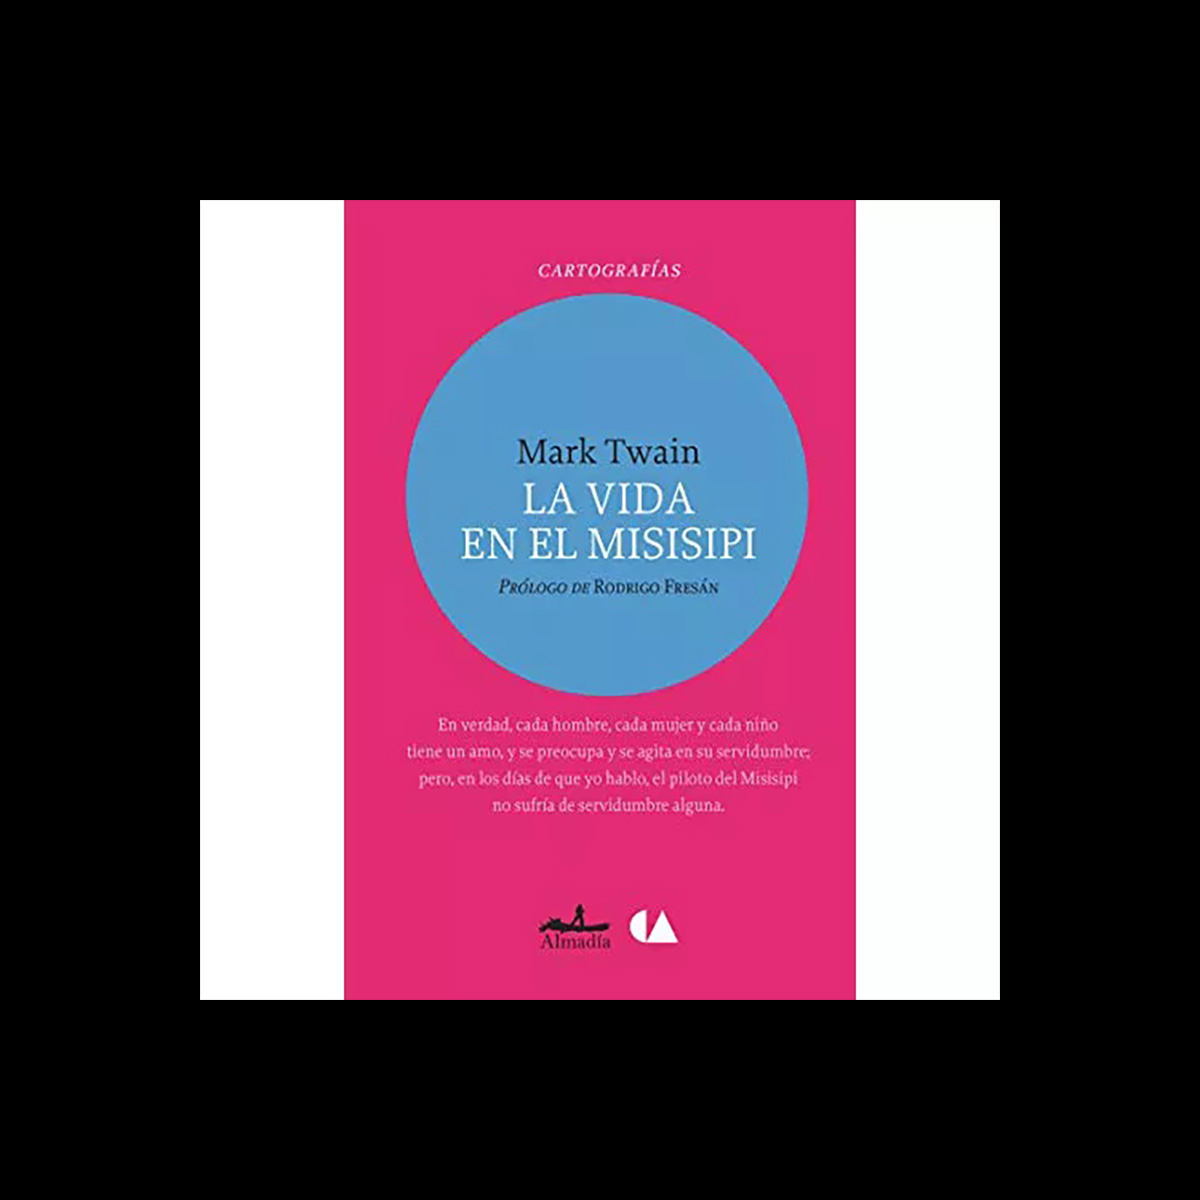 CARTOGRAFÍAS
Mark Twain
LA VIDA
EN EL MISISIPI
PRÓLOGO DE RODRIGO FRESÁN
En verdad, cada hombre, cada mujer y cada niño
tiene un amo, y se preocupa y se agita en su servidumbre;
pero, en los días de que yo hablo, el piloto del Misisipi
no sufría de servidumbre alguna.
Almadía
CA